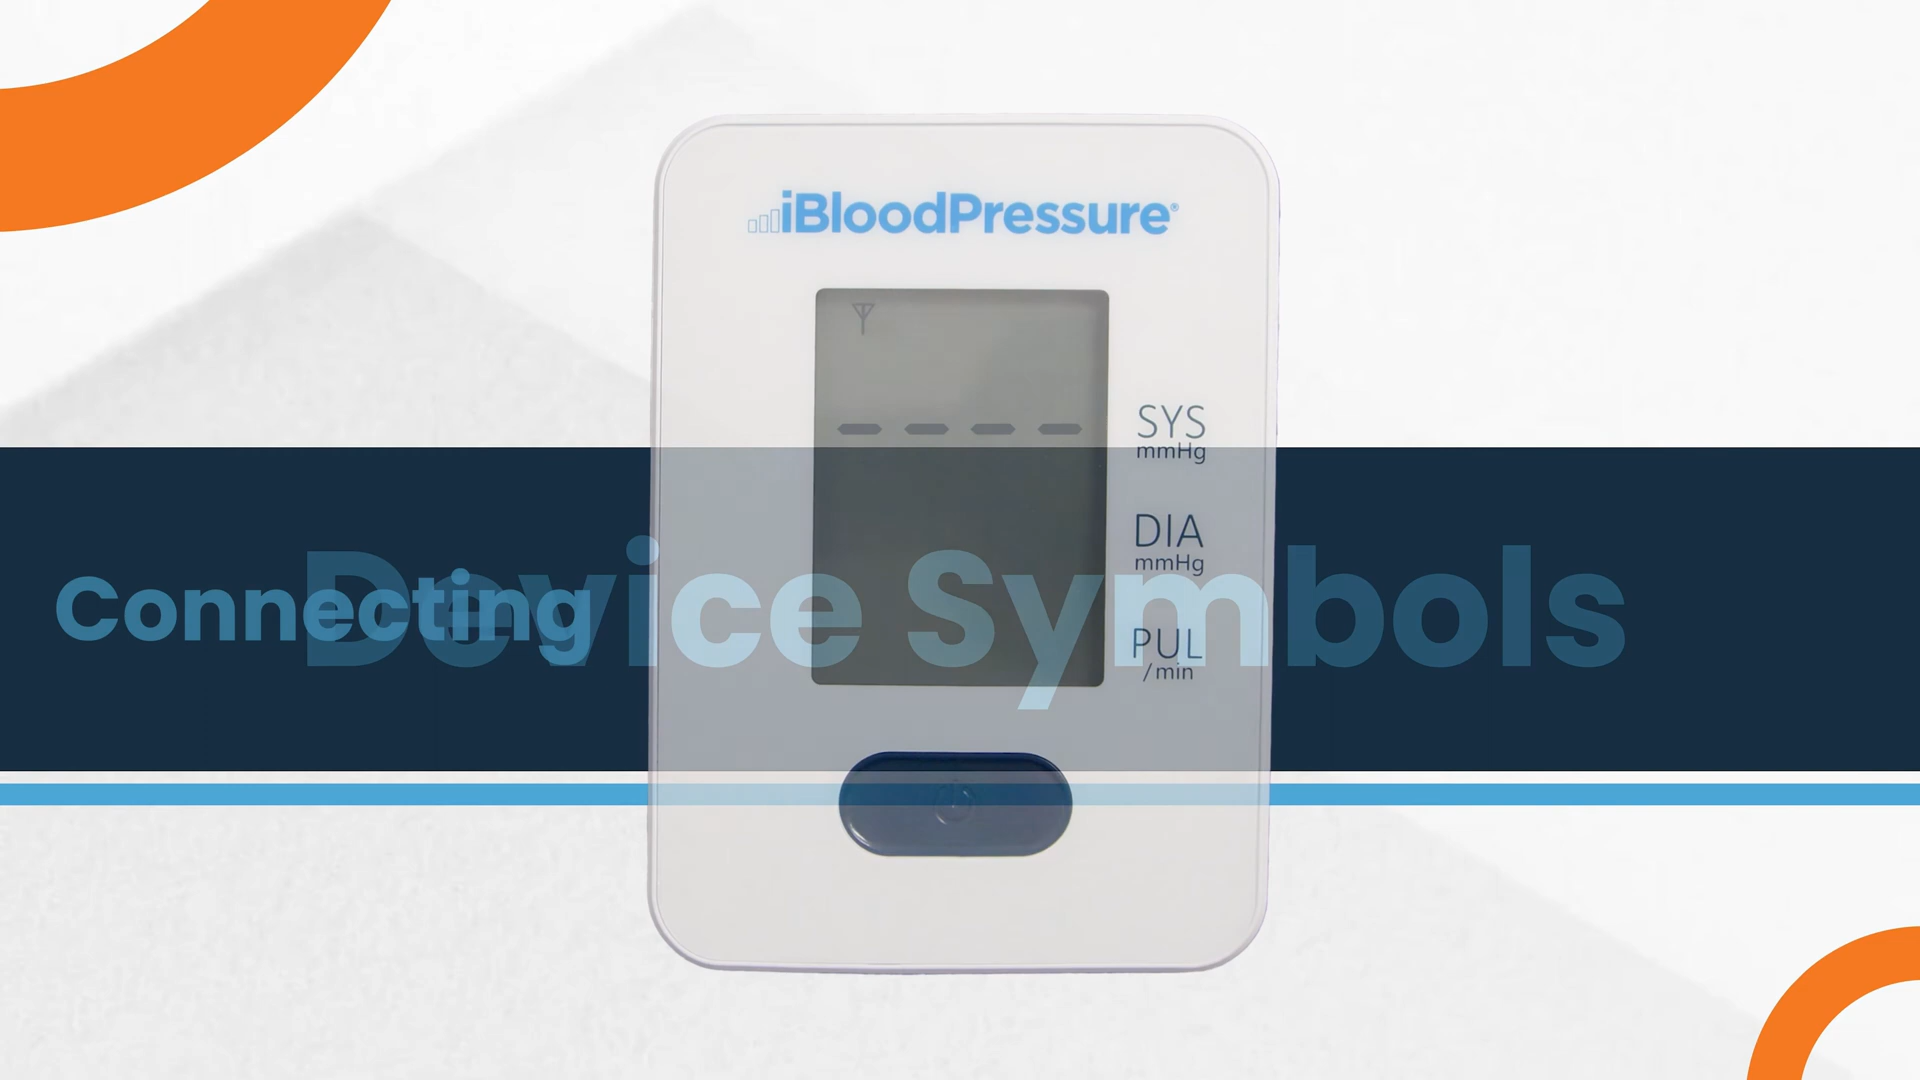 iBloodPressure®
SYS
mmHg
DIA
mmHg
Connecting
Device Symbols
PUL
/min